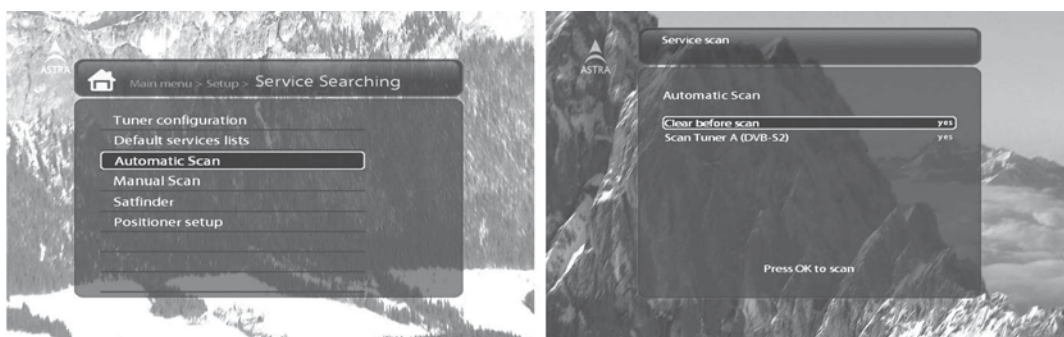 ASTRA
Main menu > Setup > Service Searching
Tuner configuration
Default services lists
Automatic Scan
Manual Scan
Satfinder
Positioner setup
ASTRA
Service scan
Automatic Scan
Clear before scan yes
Scan Tuner A (DVB-S2) yes
Press OK to scan